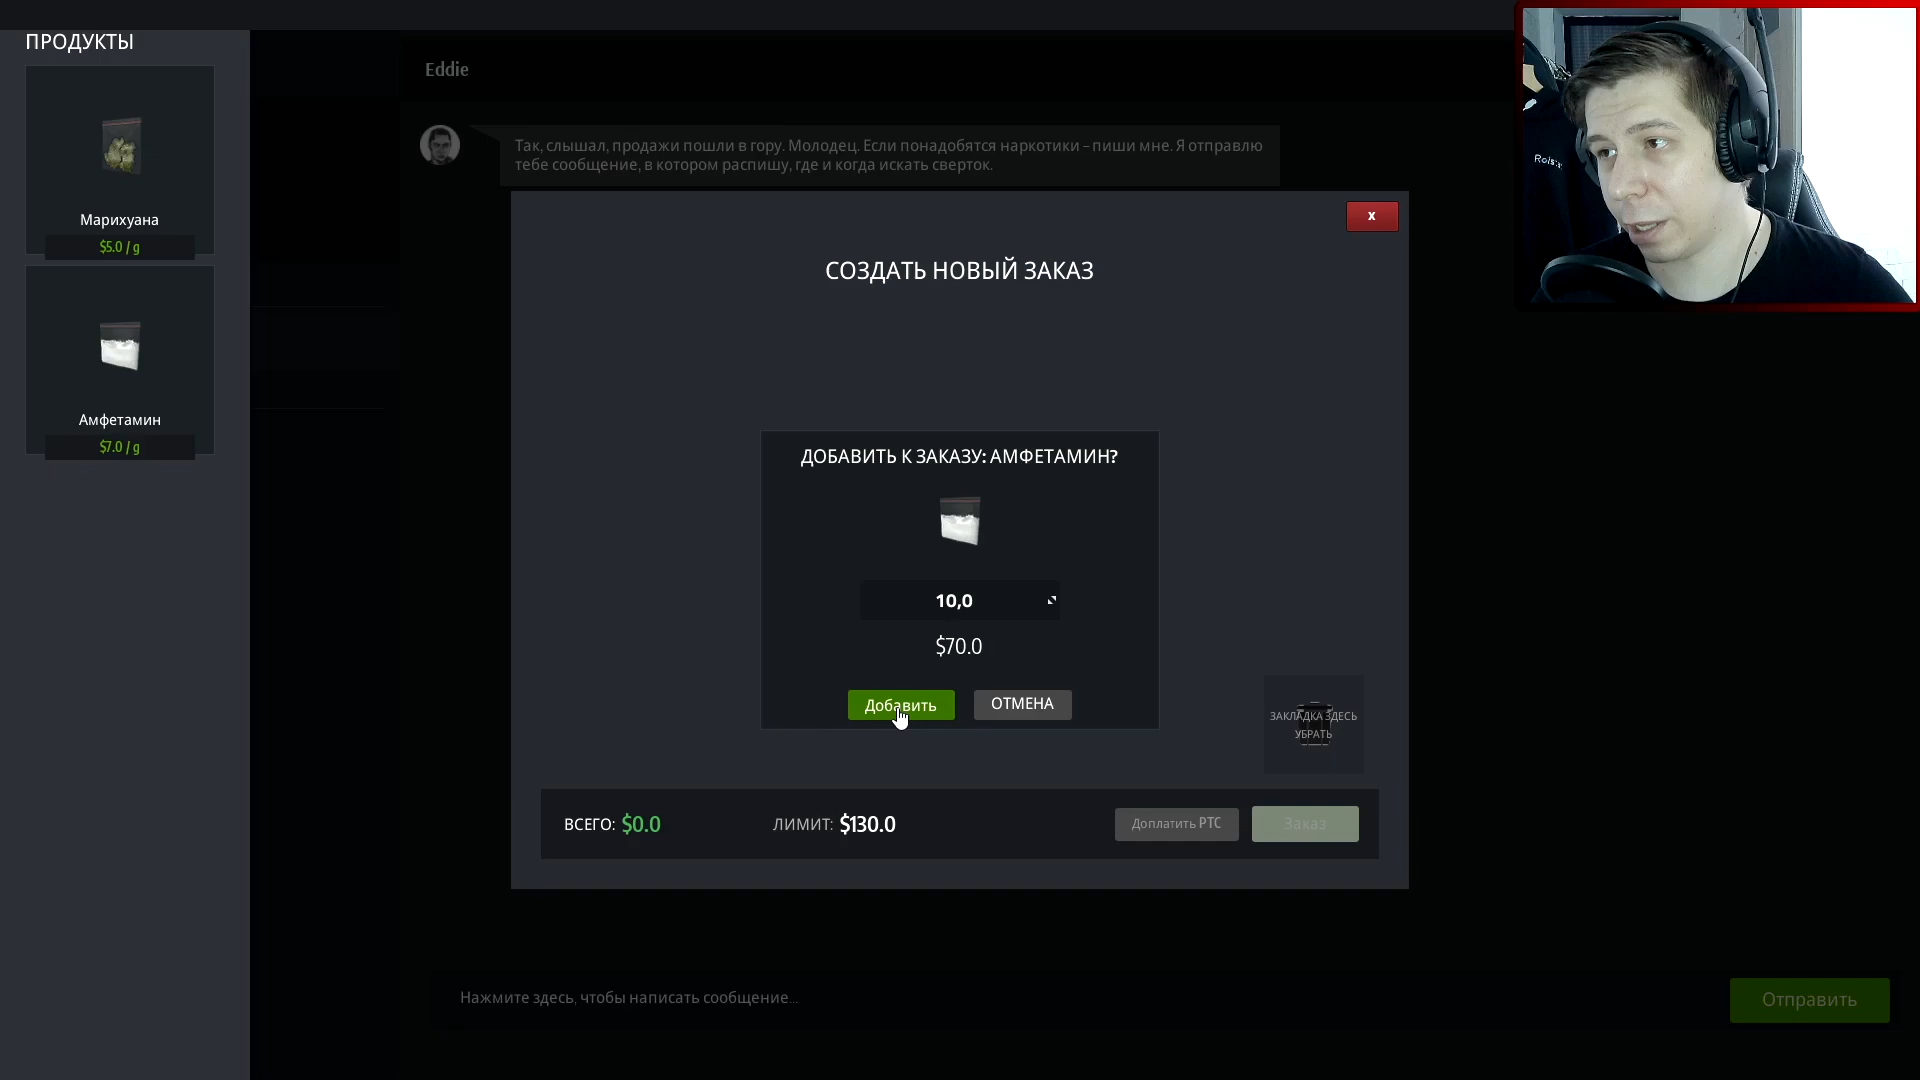 ПРОДУКТЫ
Марихуана
$5.0 / g
Амфетамин
$7.0 / g
Eddie
Так, слышал, продажи пошли в гору. Молодец. Если понадобятся наркотики – пиши мне. Я отправлю
тебе сообщение, в котором распишу, где и когда искать сверток.
x
СОЗДАТЬ НОВЫЙ ЗАКАЗ
ДОБАВИТЬ К ЗАКАЗУ: АМФЕТАМИН?
10,0
$70.0
Добавить
ОТМЕНА
ЗАКЛАДКА ЗДЕСЬ
УБРАТЬ
ВСЕГО: $0.0
ЛИМИТ: $130.0
Доплатить PTC
Заказ
Нажмите здесь, чтобы написать сообщение...
Отправить